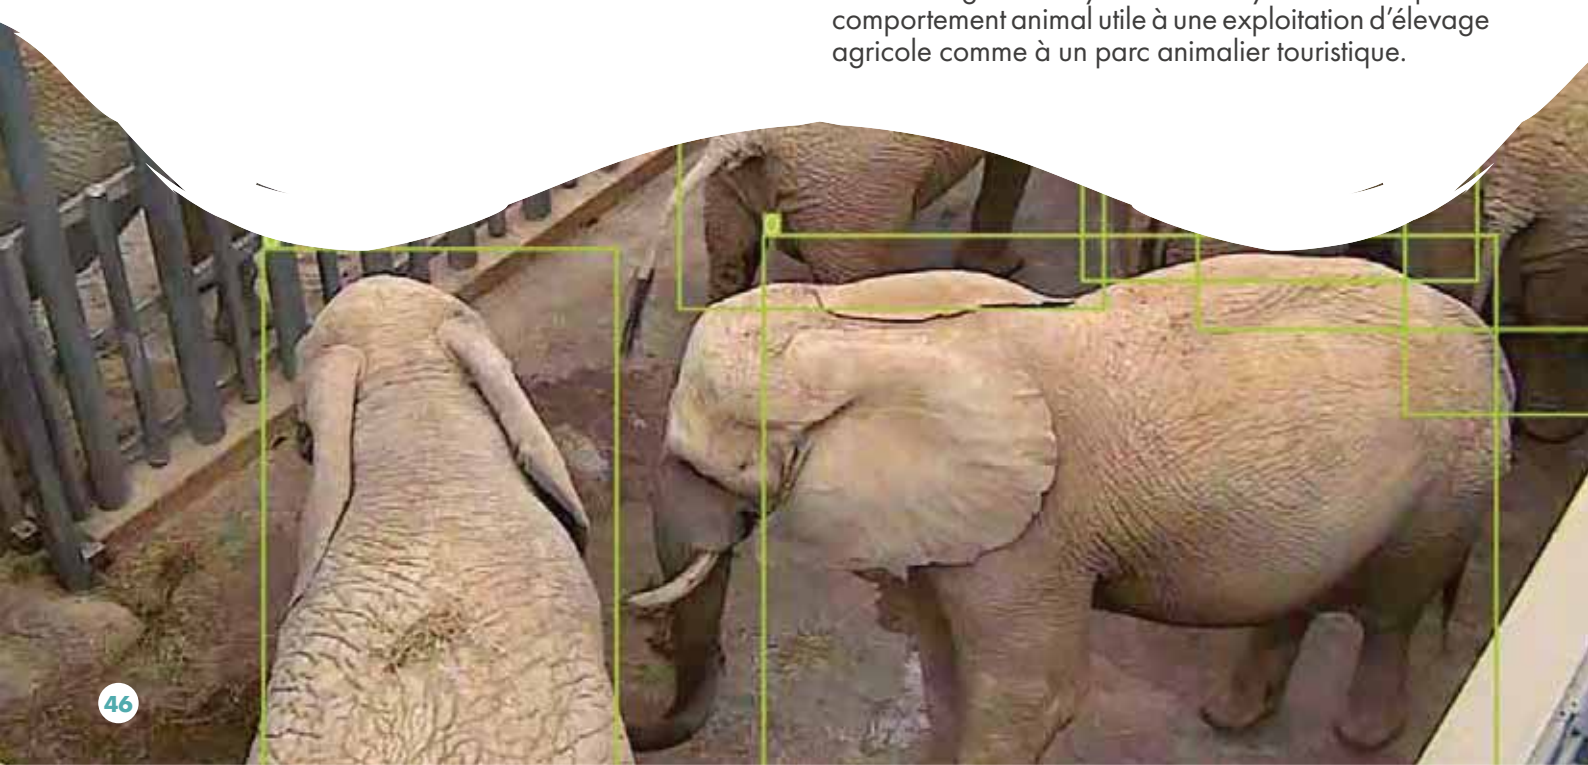 comportement animal utile à une exploitation d’élevage
agricole comme à un parc animalier touristique.
46